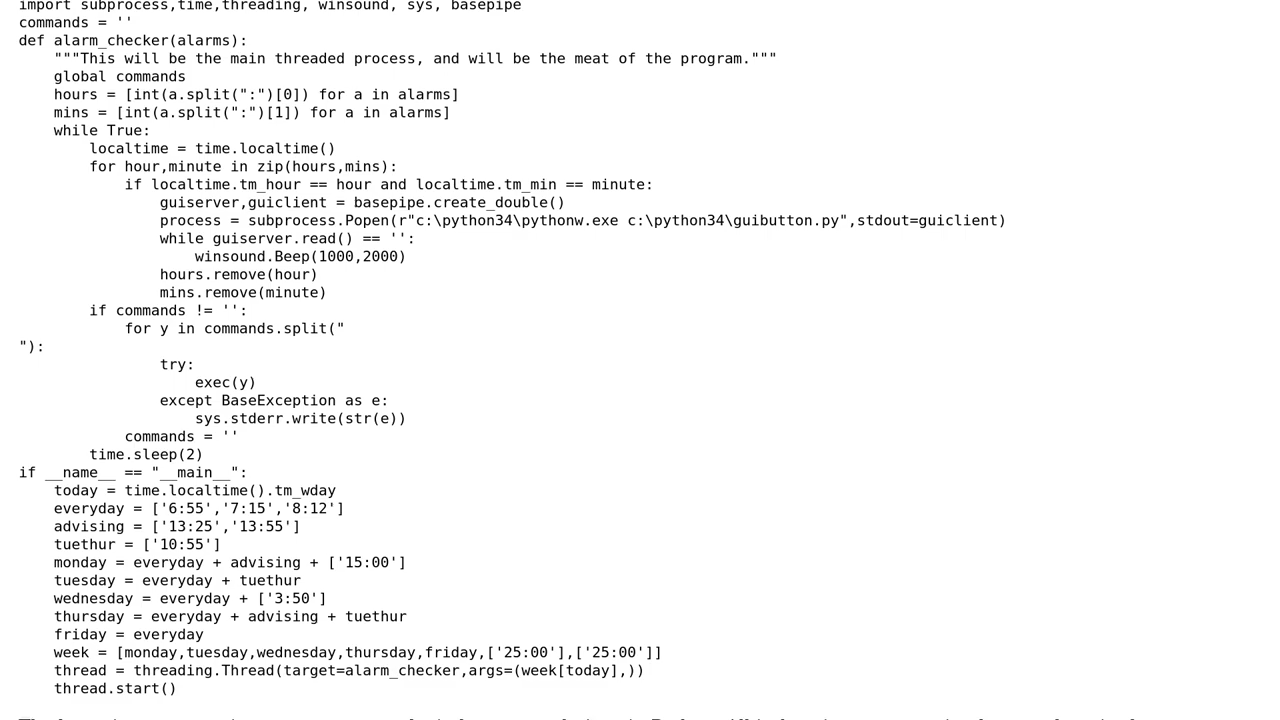 import subprocess,time,threading, winsound, sys, basepipe
commands = ''
def alarm_checker(alarms):
    """This will be the main threaded process, and will be the meat of the program."""
    global commands
    hours = [int(a.split(":")[0]) for a in alarms]
    mins = [int(a.split(":")[1]) for a in alarms]
    while True:
        localtime = time.localtime()
        for hour,minute in zip(hours,mins):
            if localtime.tm_hour == hour and localtime.tm_min == minute:
                guiserver,guiclient = basepipe.create_double()
                process = subprocess.Popen(r"c:\python34\pythonw.exe c:\python34\guibutton.py",stdout=guiclient)
                while guiserver.read() == '':
                    winsound.Beep(1000,2000)
                hours.remove(hour)
                mins.remove(minute)
        if commands != '':
            for y in commands.split("
"):
                try:
                    exec(y)
                except BaseException as e:
                    sys.stderr.write(str(e))
            commands = ''
        time.sleep(2)
if __name__ == "__main__":
    today = time.localtime().tm_wday
    everyday = ['6:55','7:15','8:12']
    advising = ['13:25','13:55']
    tuethur = ['10:55']
    monday = everyday + advising + ['15:00']
    tuesday = everyday + tuethur
    wednesday = everyday + ['3:50']
    thursday = everyday + advising + tuethur
    friday = everyday
    week = [monday,tuesday,wednesday,thursday,friday,['25:00'],['25:00']]
    thread = threading.Thread(target=alarm_checker,args=(week[today],))
    thread.start()